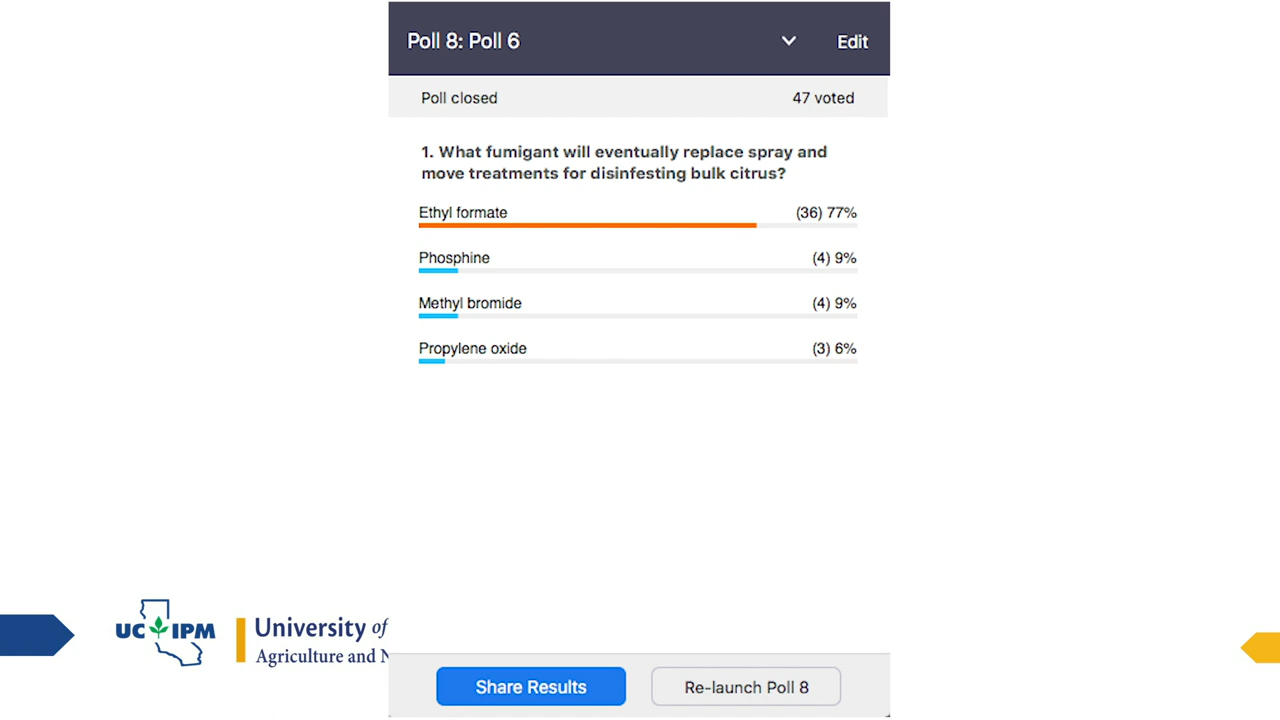 Poll 8: Poll 6
Edit
Poll closed
47 voted
1. What fumigant will eventually replace spray and
move treatments for disinfesting bulk citrus?
Ethyl formate
(36) 77%
Phosphine
(4) 9%
Methyl bromide
(4) 9%
Propylene oxide
(3) 6%
UC IPM
University of
Agriculture and N
Share Results
Re-launch Poll 8